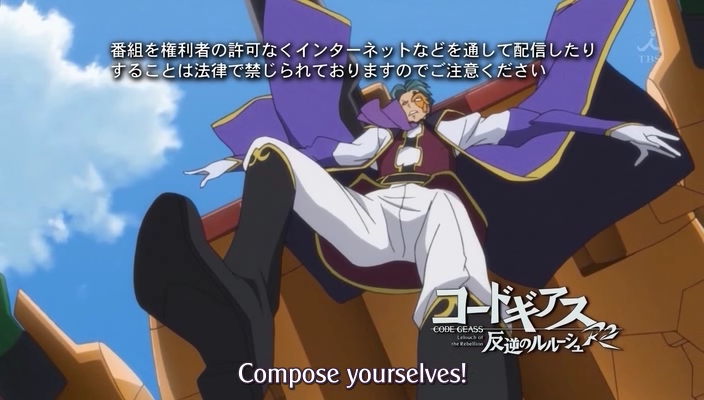 番組を権利者の許可なくインターネットなどを通して配信したり
することは法律で禁じられておりますのでご注意ください
TBS
コードギアス
CODE GEASS
Lelouch of
the Rebellion
反逆のルルーシュ R2
Compose yourselves!